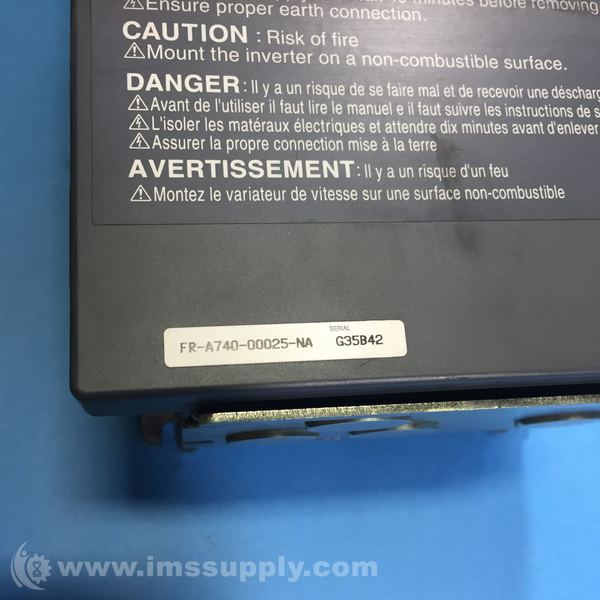 ⚠Ensure proper earth connection.
minutes before removing
CAUTION : Risk of fire
⚠Mount the inverter on a non-combustible surface.
DANGER : Il y a un risque de se faire mal et de recevoir une déscharg
⚠Avant de l'utiliser il faut lire le manuel e il faut suivre les instructions de s
⚠L'isoler les matéraux électriques et attendre dix minutes avant d'enlever
⚠Assurer la propre connection mise à la terre
AVERTISSEMENT : Il y a un risque d'un feu
⚠Montez le variateur de vitesse sur une surface non-combustible
SERIAL
FR-A740-00025-NA G35B42
www.imssupply.com